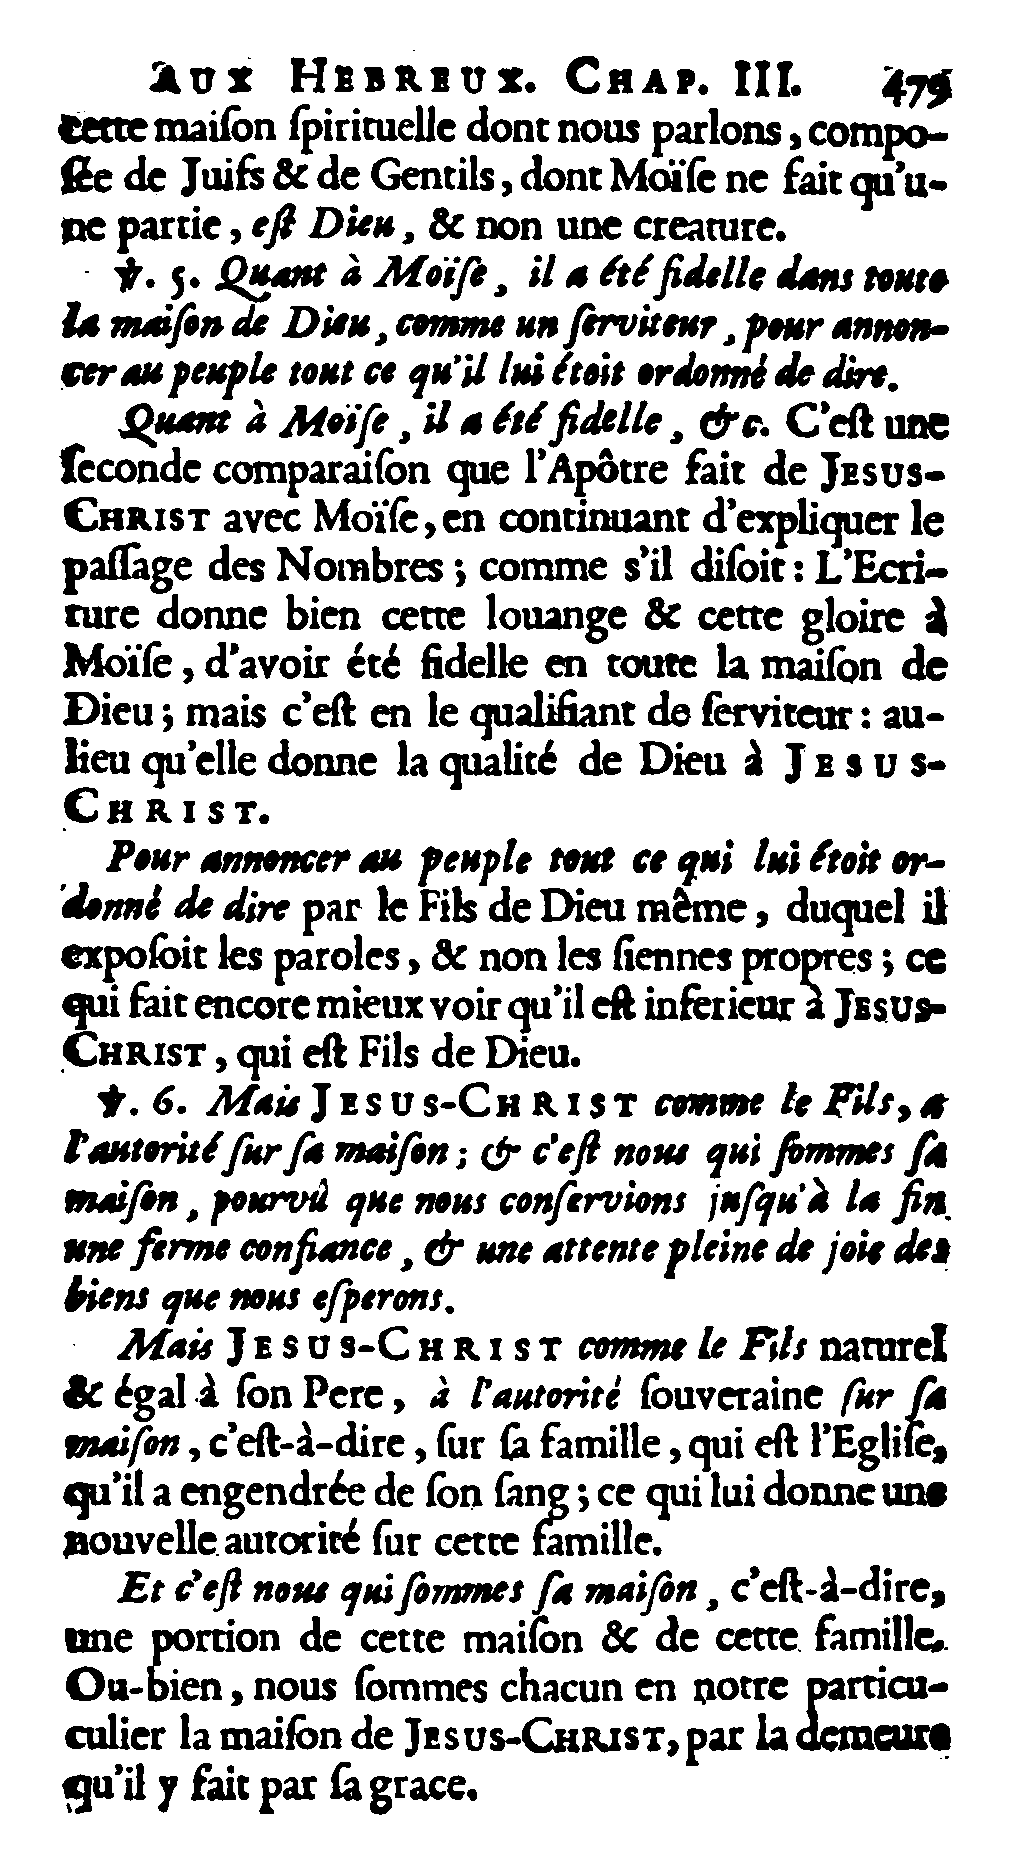 AUX HEBREUX. CHAP. III. 479
cette maiſon ſpirituelle dont nous parlons, compo-
ſée de Juifs & de Gentils, dont Moïſe ne fait qu'u-
ne partie, eſt Dieu, & non une creature.
℣. 5. Quant à Moïſe, il a été fidelle dans toute
la maiſon de Dieu, comme un ſerviteur, pour annon-
cer au peuple tout ce qu'il lui étoit ordonné de dire.
Quant à Moïſe, il a été fidelle, &c. C'eſt une
ſeconde comparaiſon que l'Apôtre fait de JESUS-
CHRIST avec Moïſe, en continuant d'expliquer le
paſſage des Nombres; comme s'il diſoit: L'Ecri-
ture donne bien cette louange & cette gloire à
Moïſe, d'avoir été fidelle en toute la maiſon de
Dieu; mais c'eſt en le qualifiant de ſerviteur: au-
lieu qu'elle donne la qualité de Dieu à JESUS-
CHRIST.
Pour annoncer au peuple tout ce qui lui étoit or-
donné de dire par le Fils de Dieu même, duquel il
expoſoit les paroles, & non les ſiennes propres; ce
qui fait encore mieux voir qu'il eſt inferieur à JESUS-
CHRIST, qui eſt Fils de Dieu.
℣. 6. Mais JESUS-CHRIST comme le Fils, a
l'autorité ſur ſa maiſon; & c'eſt nous qui ſommes ſa
maiſon, pourvû que nous conſervions juſqu'à la fin
une ferme confiance, & une attente pleine de joie des
biens que nous eſperons.
Mais JESUS-CHRIST comme le Fils naturel
& égal à ſon Pere, à l'autorité ſouveraine ſur ſa
maiſon, c'eſt-à-dire, ſur ſa famille, qui eſt l'Egliſe,
qu'il a engendrée de ſon ſang; ce qui lui donne une
nouvelle autorité ſur cette famille.
Et c'eſt nous qui ſommes ſa maiſon, c'eſt-à-dire,
une portion de cette maiſon & de cette famille.
Ou-bien, nous ſommes chacun en notre particu-
culier la maiſon de JESUS-CHRIST, par la demeure
qu'il y fait par ſa grace.